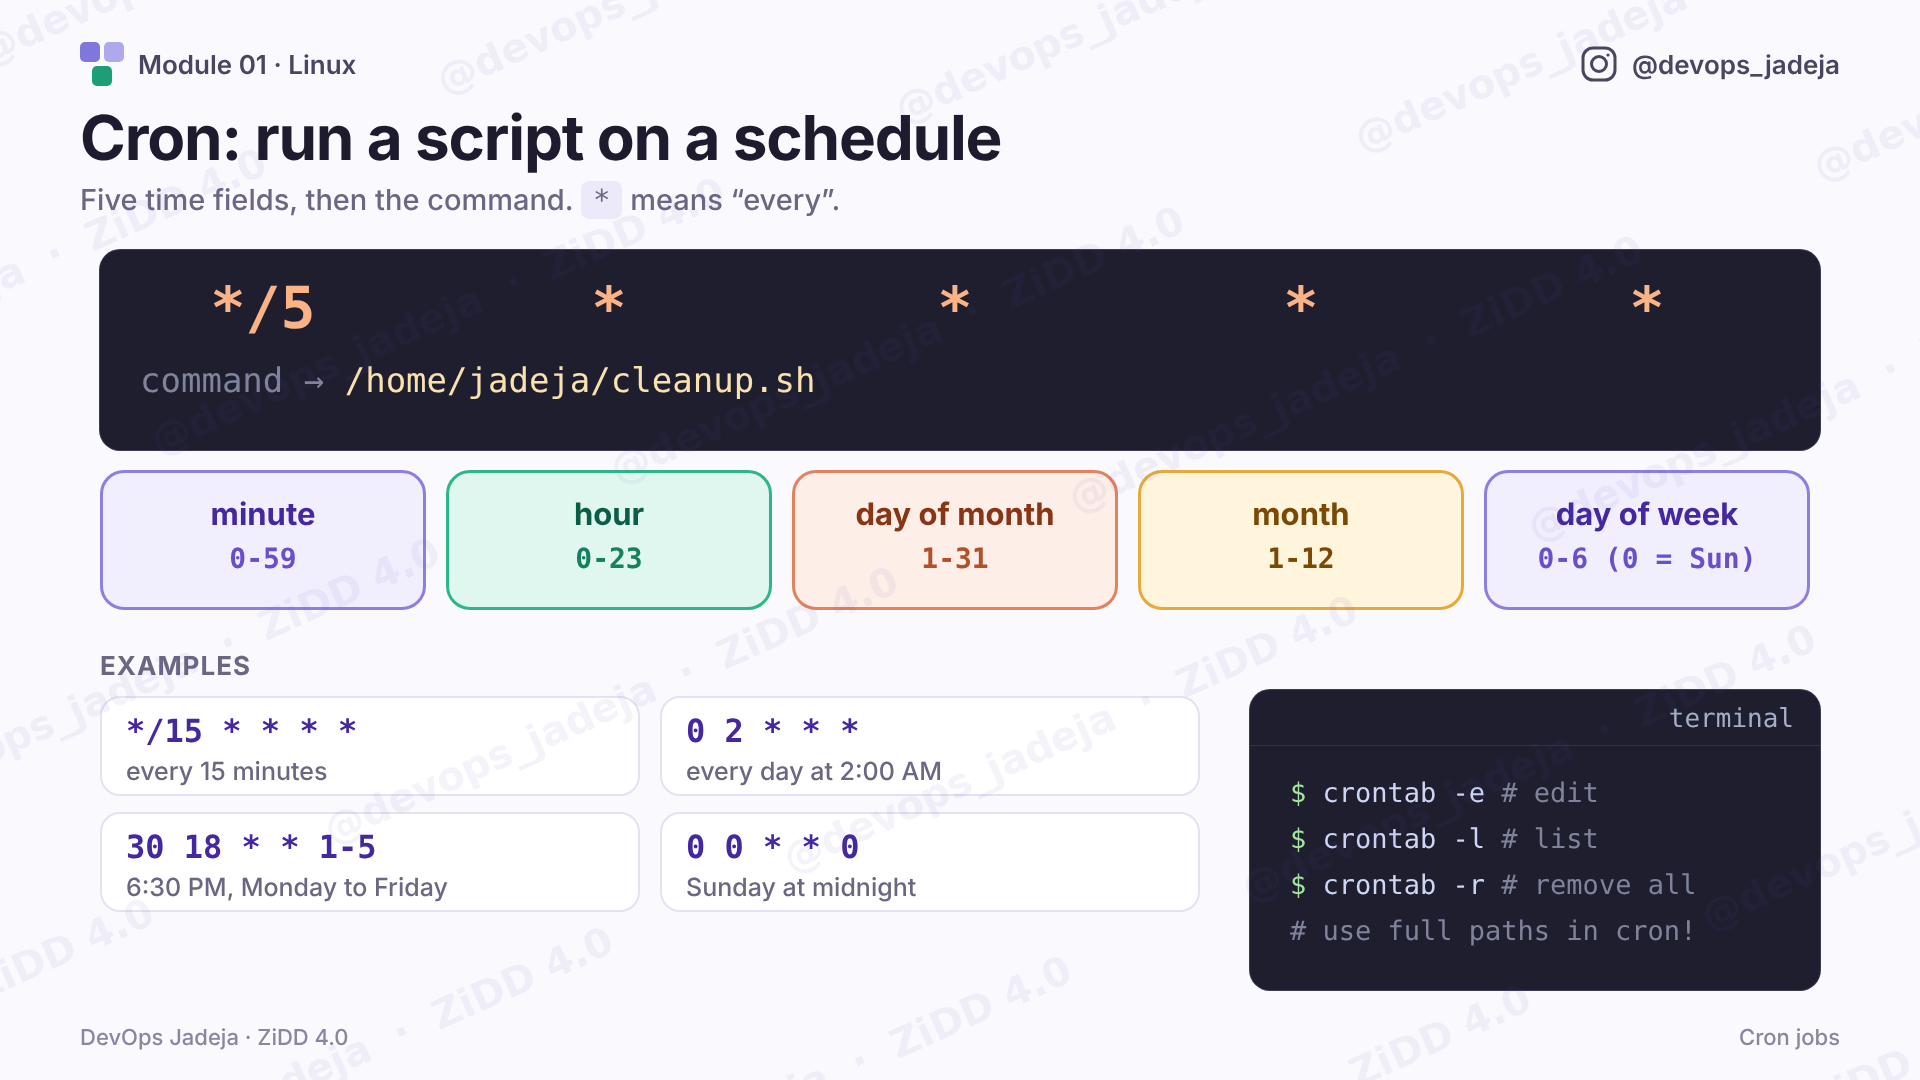 Module 01 · Linux
@devops_jadeja
Cron: run a script on a schedule
Five time fields, then the command. * means “every”.
*/5 * * * *
command → /home/jadeja/cleanup.sh
minute
0-59
hour
0-23
day of month
1-31
month
1-12
day of week
0-6 (0 = Sun)
EXAMPLES
*/15 * * * *
every 15 minutes
0 2 * * *
every day at 2:00 AM
30 18 * * 1-5
6:30 PM, Monday to Friday
0 0 * * 0
Sunday at midnight
terminal
$ crontab -e # edit
$ crontab -l # list
$ crontab -r # remove all
# use full paths in cron!
DevOps Jadeja · ZiDD 4.0
Cron jobs
@devops_jadeja · ZiDD 4.0